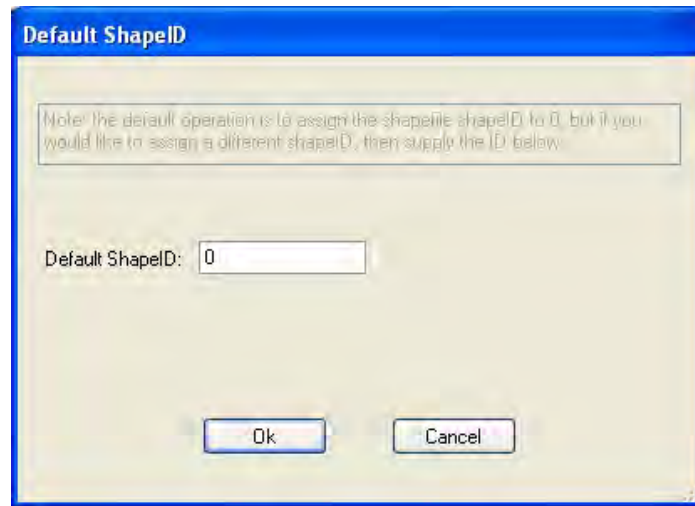 Default ShapeID
Note: the default operation is to assign the shapefile shapeID to 0, but if you
would like to assign a different shapeID, then supply the ID below.
Default ShapeID: 0
Ok Cancel